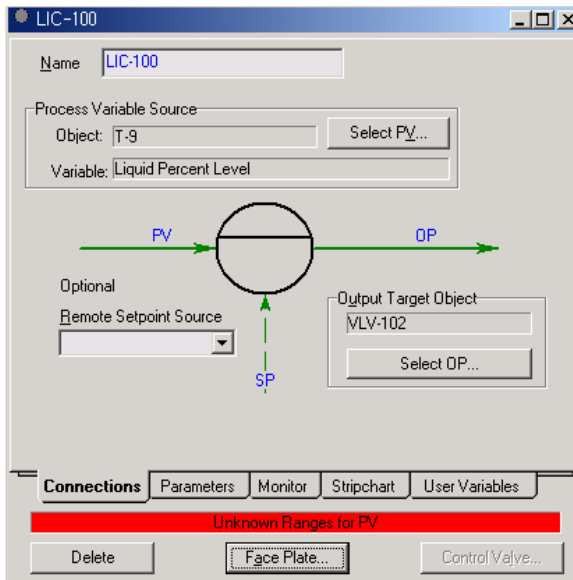 LIC-100
Name LIC-100
Process Variable Source
Object: T-9 Select PV...
Variable: Liquid Percent Level
PV OP
Optional
Remote Setpoint Source
Output Target Object
VLV-102
Select OP...
SP
Connections Parameters Monitor Stripchart User Variables
Unknown Ranges for PV
Delete Face Plate... Control Valve...